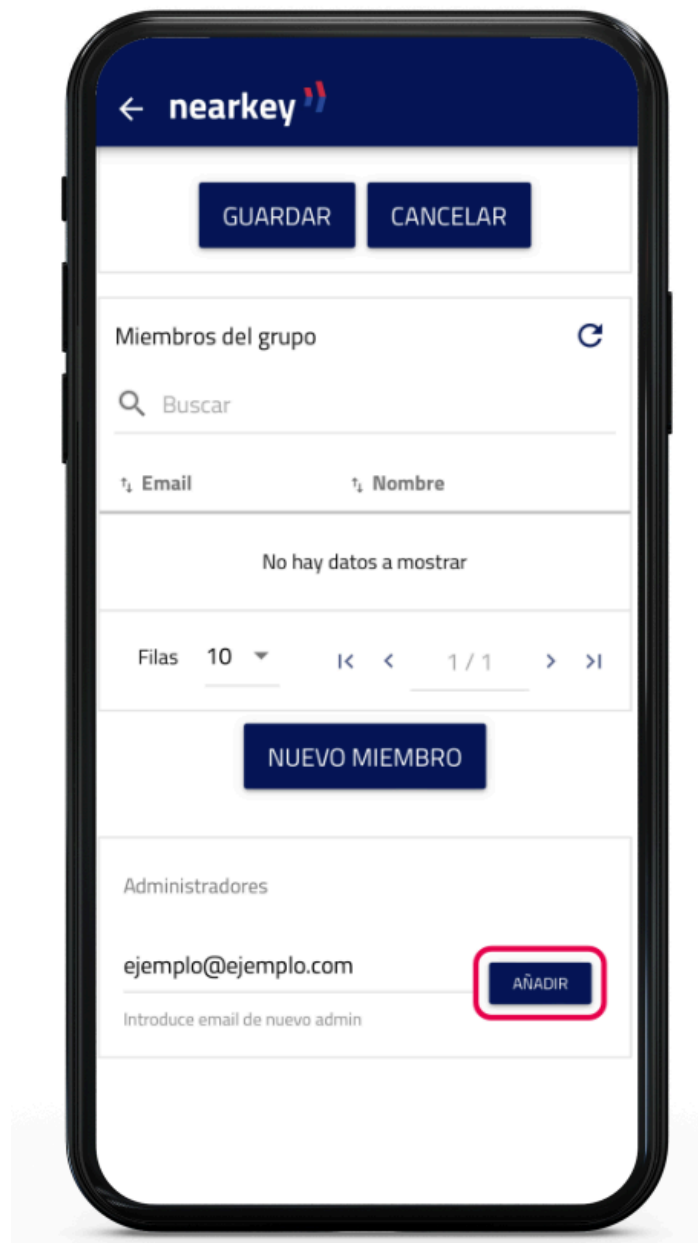 nearkey
GUARDAR CANCELAR
Miembros del grupo
Buscar
Email Nombre
No hay datos a mostrar
Filas 10 1 / 1
NUEVO MIEMBRO
Administradores
ejemplo@ejemplo.com
AÑADIR
Introduce email de nuevo admin